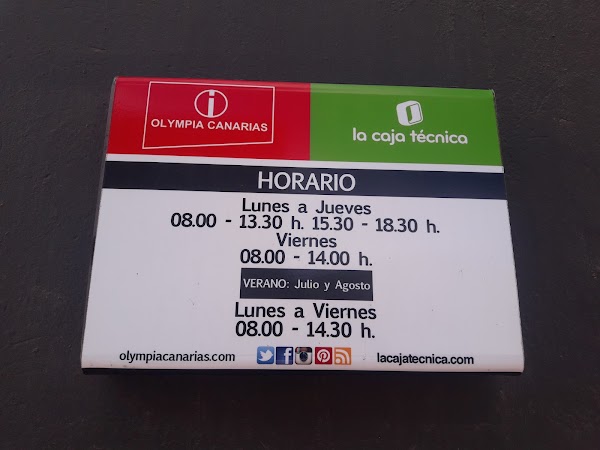 OLYMPIA CANARIAS
la caja técnica
HORARIO
Lunes a Jueves
08.00 - 13.30 h. 15.30 - 18.30 h.
Viernes
08.00 - 14.00 h.
VERANO: Julio y Agosto
Lunes a Viernes
08.00 - 14.30 h.
olympiacanarias.com lacajatecnica.com